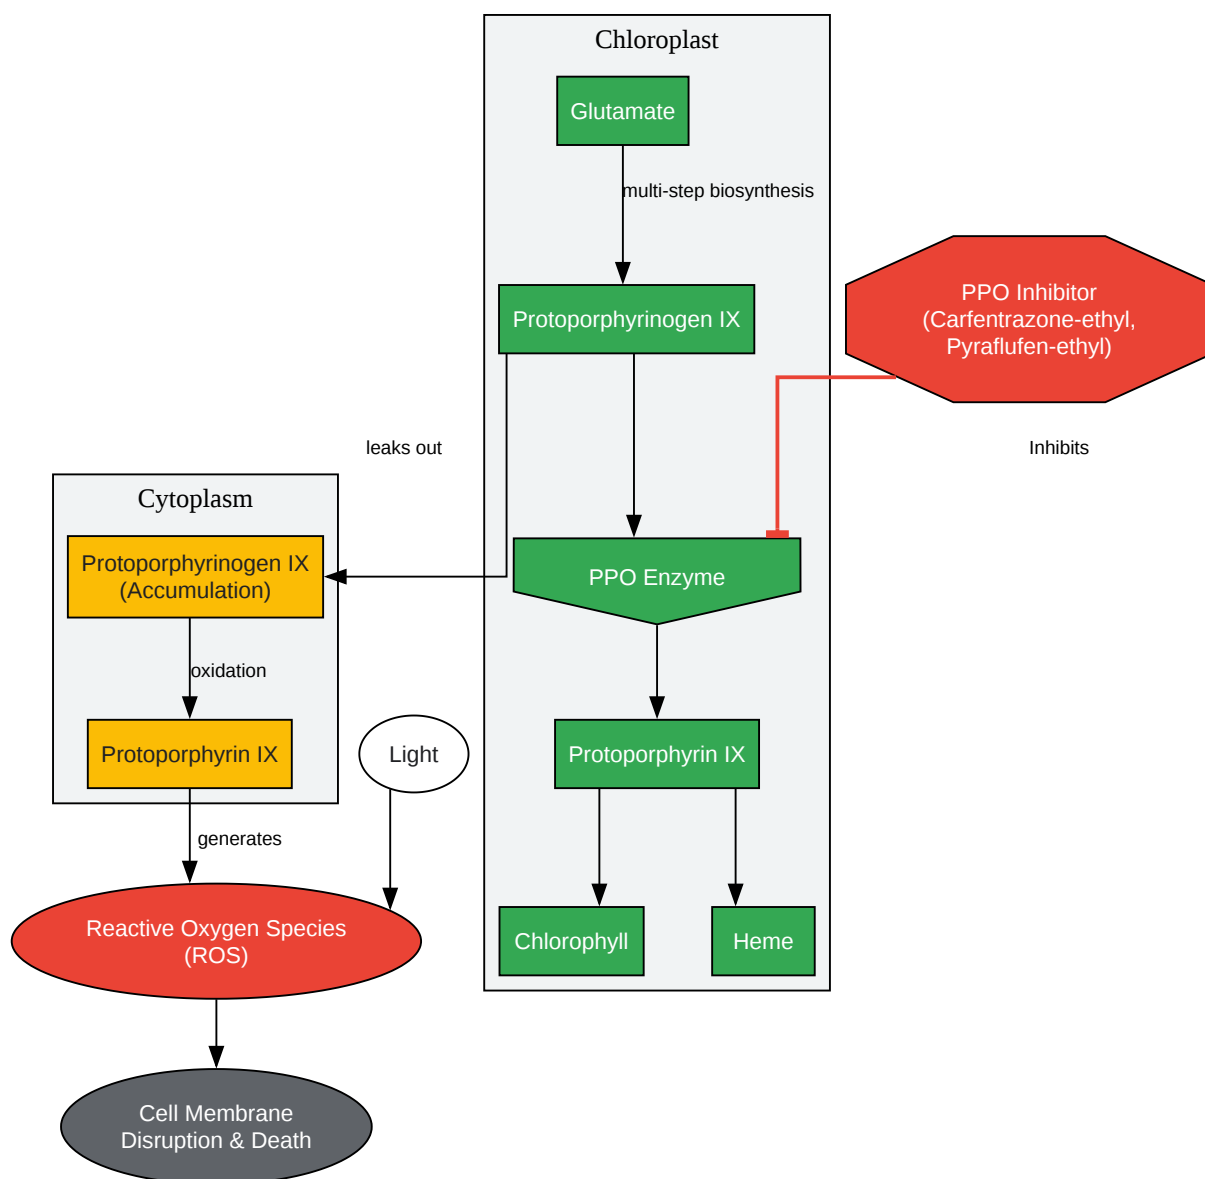 Chloroplast
Glutamate
multi-step biosynthesis
PPO Inhibitor
(Carfentrazone-ethyl,
Pyraflufen-ethyl)
Protoporphyrinogen IX
leaks out
Inhibits
Cytoplasm
Protoporphyrinogen IX
(Accumulation)
PPO Enzyme
oxidation
Protoporphyrin IX
Light
Protoporphyrin IX
generates
Reactive Oxygen Species
(ROS)
Chlorophyll
Heme
Cell Membrane
Disruption & Death